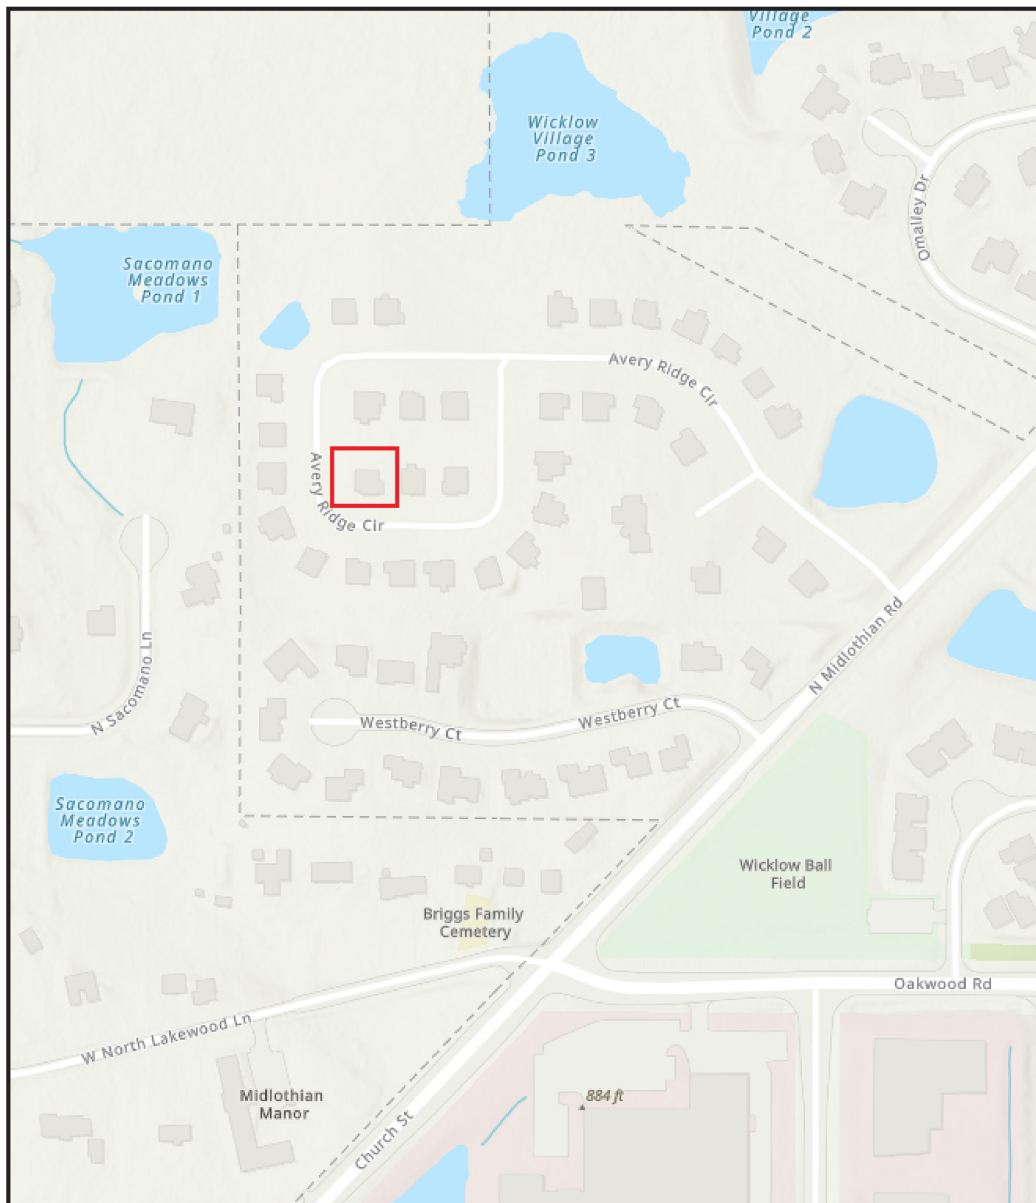 Village
Pond 2
Wicklow
Village
Pond 3
Omalley Dr
Sacomano
Meadows
Pond 1
Avery Ridge Cir
Avery Ridge Cir
N Sacomano Ln
N Midlothian Rd
Westberry Ct
Westberry Ct
Sacomano
Meadows
Pond 2
Wicklow Ball
Field
Briggs Family
Cemetery
Oakwood Rd
W North Lakewood Ln
Midlothian
Manor
884 ft
Church St